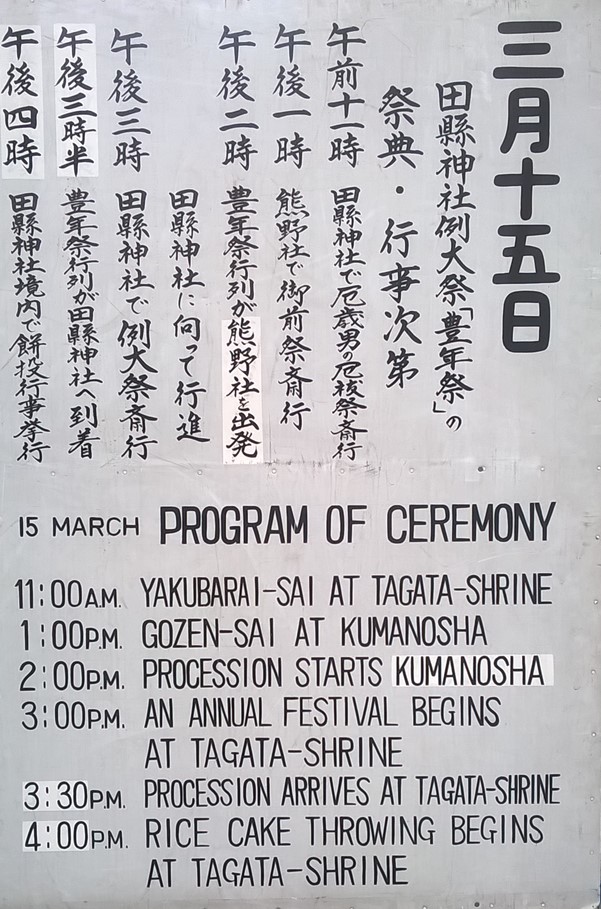 三月十五日
田縣神社例大祭「豊年祭」の
祭典・行事次第
午前十一時 田縣神社で厄歳男の厄祓祭斎行
午後一時 熊野社で御前祭斎行
午後二時 豊年祭行列が熊野社を出発
田縣神社に向って行進
午後三時 田縣神社で例大祭斎行
午後三時半 豊年祭行列が田縣神社へ到着
午後四時 田縣神社境内で餅投行事挙行
15 MARCH PROGRAM OF CEREMONY
11:00A.M. YAKUBARAI-SAI AT TAGATA-SHRINE
1:00P.M. GOZEN-SAI AT KUMANOSHA
2:00P.M. PROCESSION STARTS KUMANOSHA
3:00P.M. AN ANNUAL FESTIVAL BEGINS
AT TAGATA-SHRINE
3:30P.M. PROCESSION ARRIVES AT TAGATA-SHRINE
4:00P.M. RICE CAKE THROWING BEGINS
AT TAGATA-SHRINE